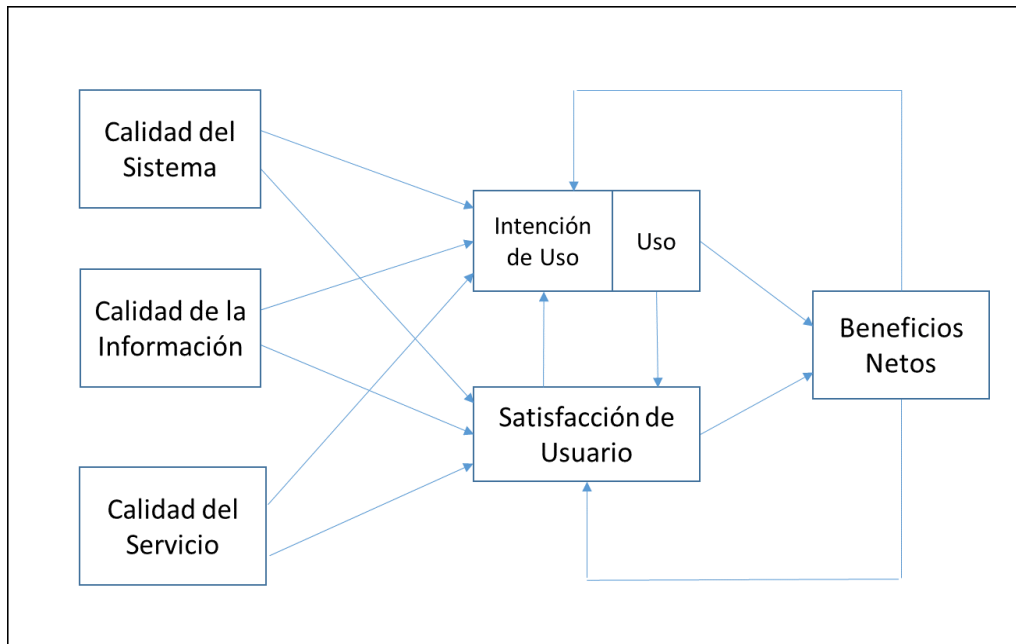 Calidad del
Sistema
Intención
de Uso
Uso
Calidad de la
Información
Beneficios
Netos
Satisfacción de
Usuario
Calidad del
Servicio